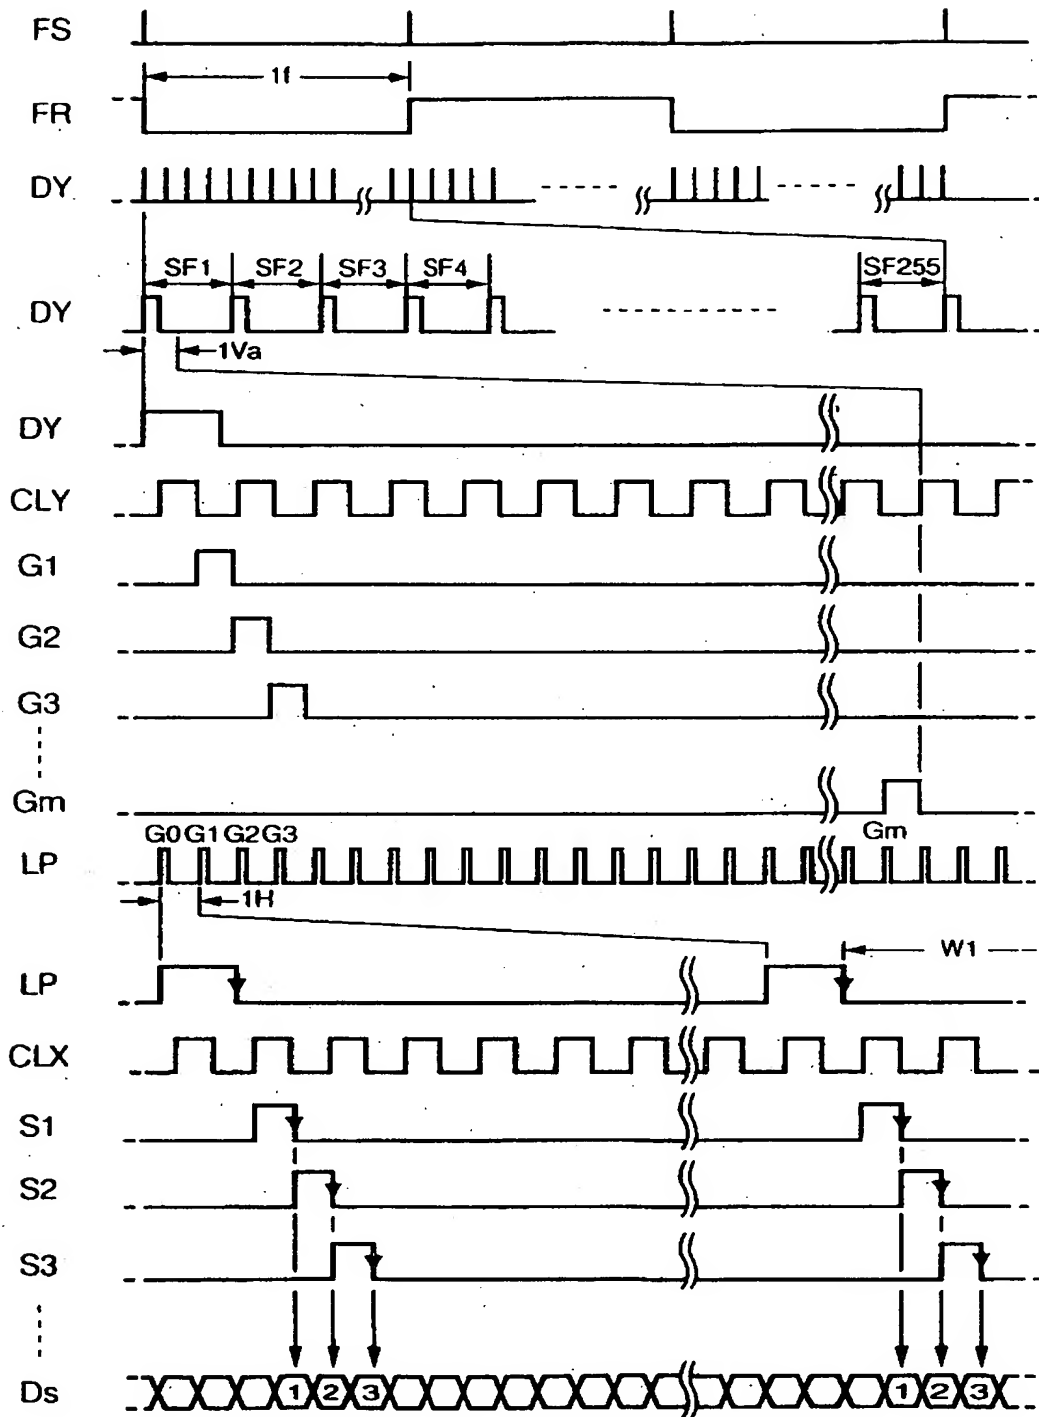 FS
1f
FR
DY
SF1 SF2 SF3 SF4 SF255
DY
1Va
DY
CLY
G1
G2
G3
Gm
G0 G1 G2 G3 Gm
LP
1H
W1
LP
CLX
S1
S2
S3
Ds 1 2 3 1 2 3